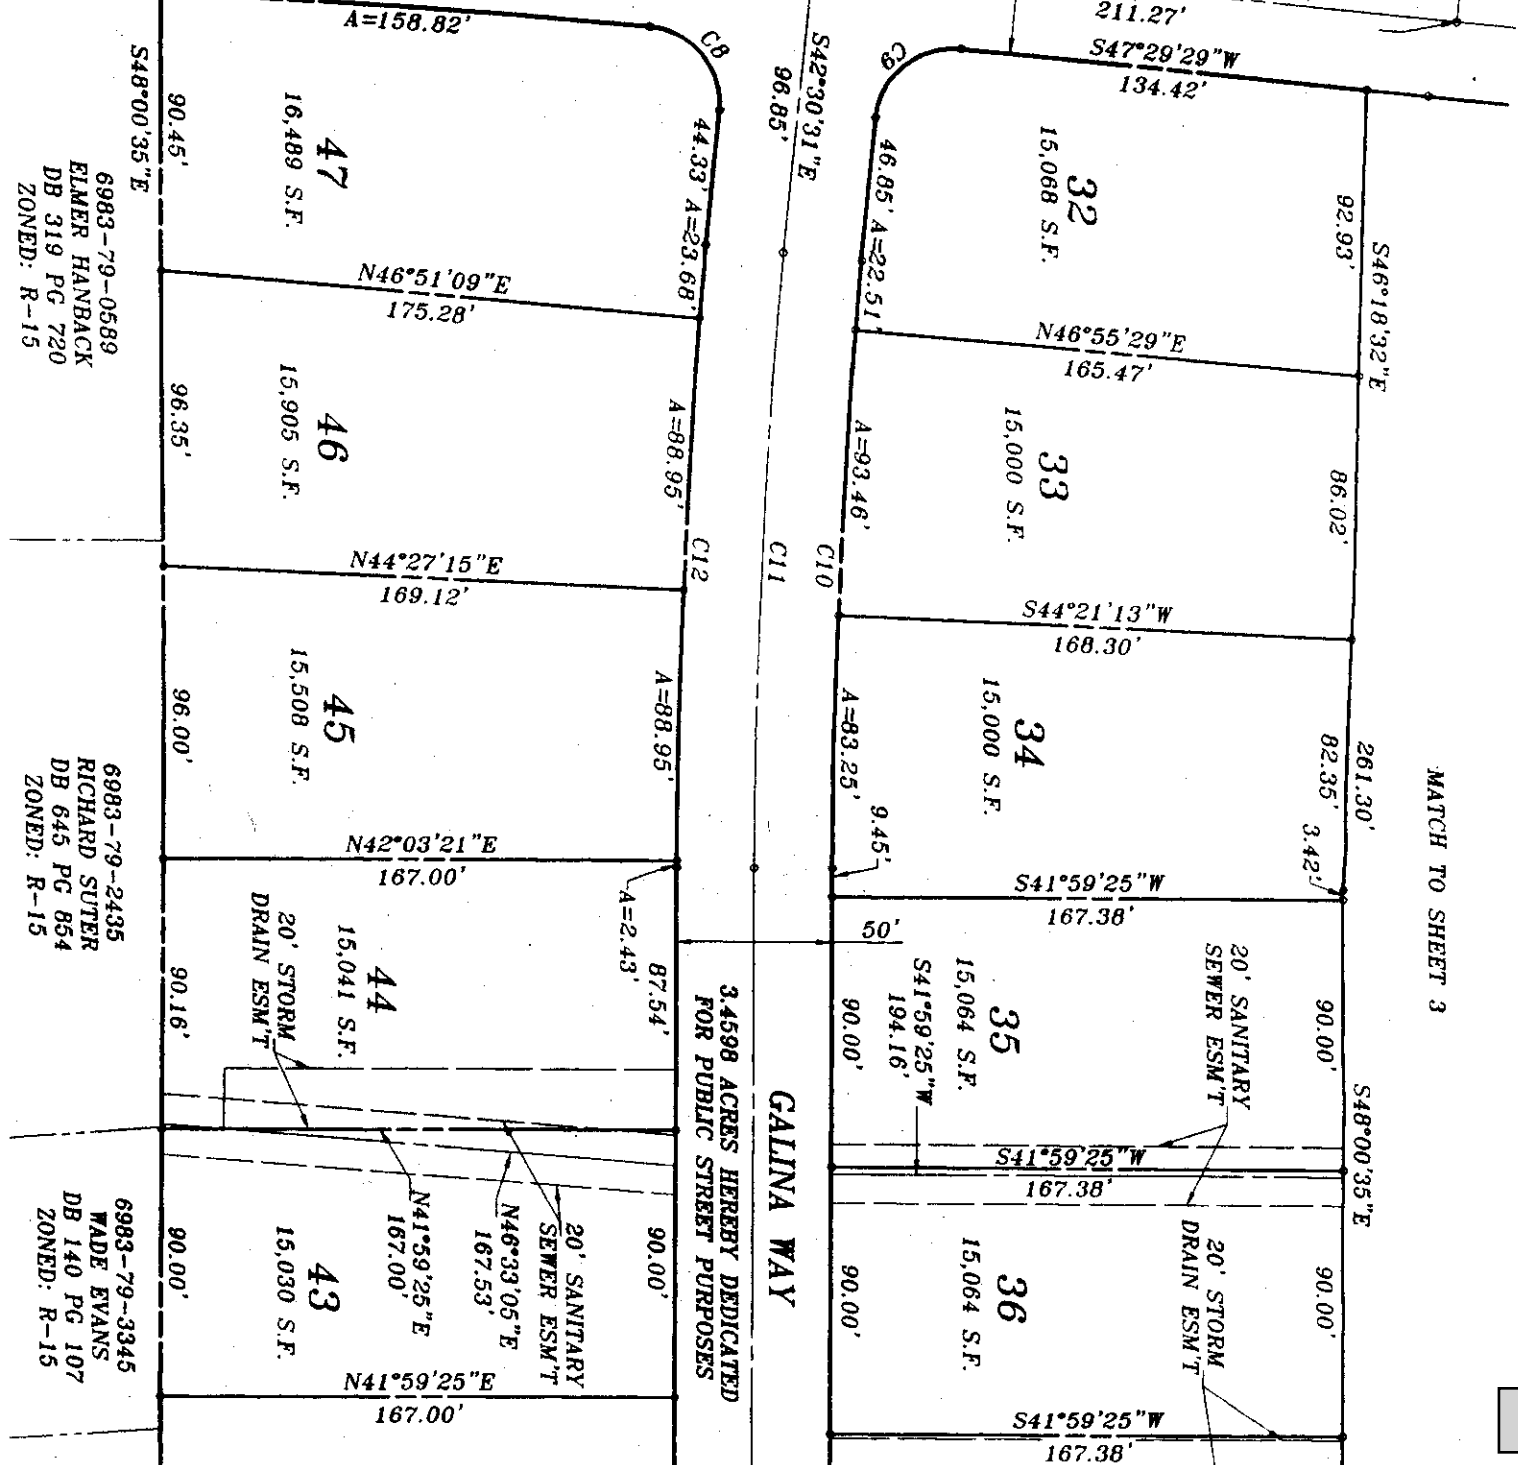 A=158.82'
C8
S42°30'31"E
96.85'
C9
211.27'
S47°29'29"W
134.42'
S48°00'35"E
90.45'
47
16,489 S.F.
44.33'
A=23.68'
46.85'
A=22.51'
32
15,068 S.F.
92.93'
S46°18'32"E
6983-79-0589
ELMER HANBACK
DB 319 PG 720
ZONED: R-15
N46°51'09"E
175.28'
N46°55'29"E
165.47'
96.35'
46
15,905 S.F.
A=88.95'
C12
C11
C10
A=93.46'
33
15,000 S.F.
86.02'
N44°27'15"E
169.12'
S44°21'13"W
168.30'
96.00'
45
15,508 S.F.
A=88.95'
A=83.25'
9.45'
34
15,000 S.F.
82.35'
261.30'
3.42'
MATCH TO SHEET 3
6983-79-2435
RICHARD SUTER
DB 645 PG 854
ZONED: R-15
N42°03'21"E
167.00'
S41°59'25"W
167.38'
90.16'
20' STORM
DRAIN ESM'T
44
15,041 S.F.
A=2.43'
87.54'
50'
3.4598 ACRES HEREBY DEDICATED
FOR PUBLIC STREET PURPOSES
GALINA WAY
90.00'
S41°59'25"W
194.16'
35
15,064 S.F.
20' SANITARY
SEWER ESM'T
90.00'
S48°00'35"E
S41°59'25"W
167.38'
6983-79-3345
WADE EVANS
DB 140 PG 107
ZONED: R-15
90.00'
43
15,030 S.F.
N41°59'25"E
167.00'
N46°33'05"E
167.53'
20' SANITARY
SEWER ESM'T
90.00'
90.00'
36
15,064 S.F.
20' STORM
DRAIN ESM'T
90.00'
N41°59'25"E
167.00'
S41°59'25"W
167.38'